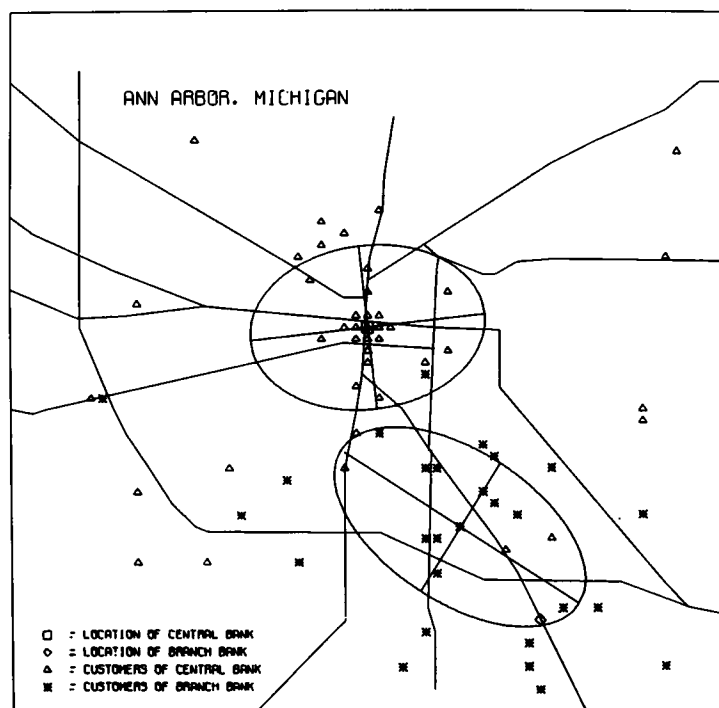 ANN ARBOR, MICHIGAN
□ = LOCATION OF CENTRAL BANK
◇ = LOCATION OF BRANCH BANK
△ = CUSTOMERS OF CENTRAL BANK
⋇ = CUSTOMERS OF BRANCH BANK